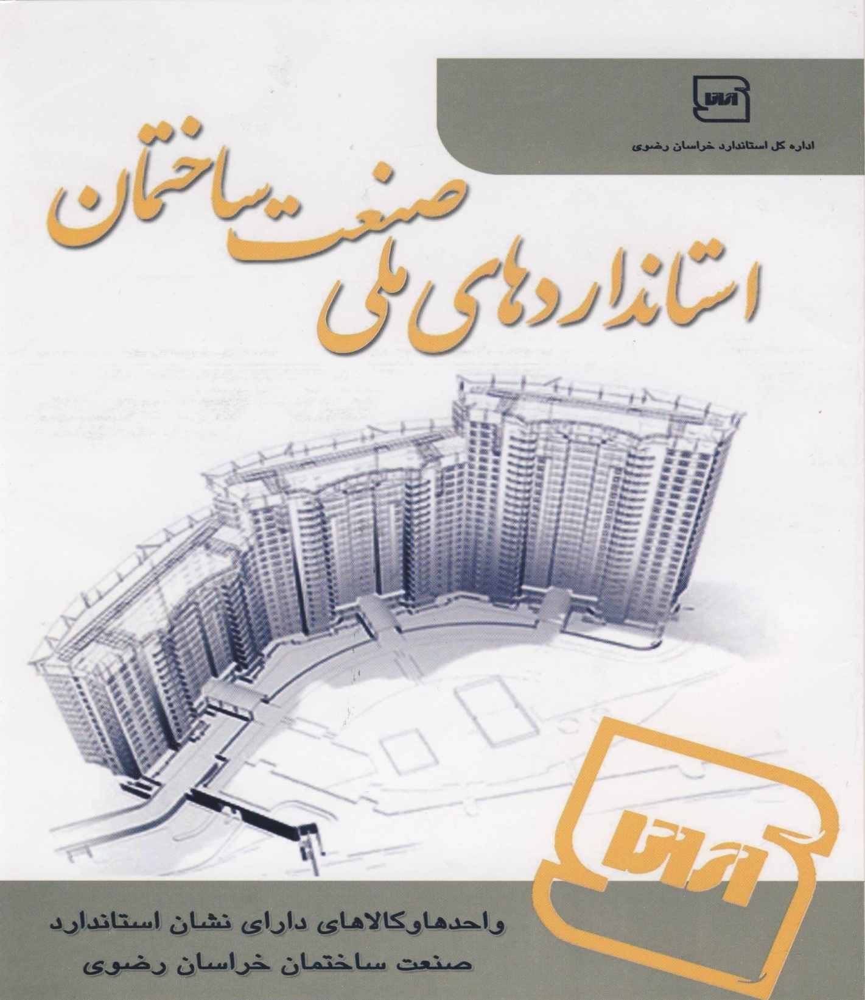 اداره کل استاندارد خراسان رضوی
استانداردهای ملی
صنعت ساختمان
واحدهاوکالاهای دارای نشان استاندارد
صنعت ساختمان خراسان رضوی